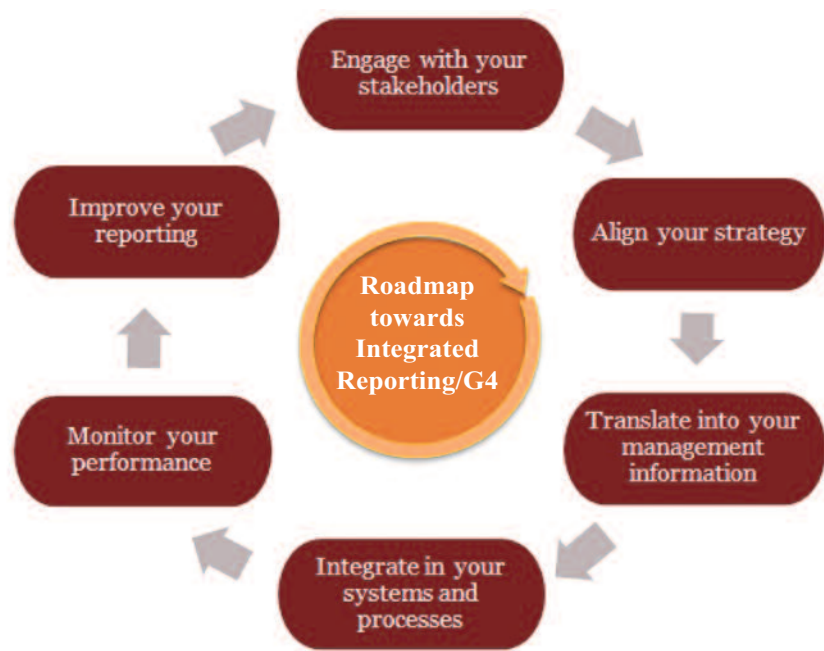 Engage with your
stakeholders
Align your strategy
Translate into your
management
information
Integrate in your
systems and
processes
Monitor your
performance
Improve your
reporting
Roadmap
towards
Integrated
Reporting/G4